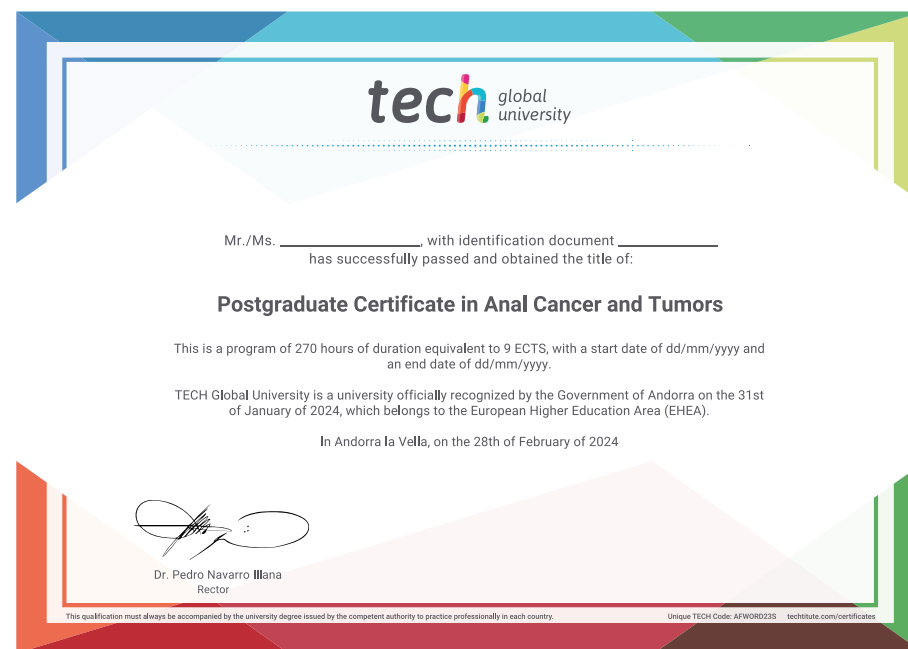 tech global university
Mr./Ms. ____________________, with identification document ______________
has successfully passed and obtained the title of:
Postgraduate Certificate in Anal Cancer and Tumors
This is a program of 270 hours of duration equivalent to 9 ECTS, with a start date of dd/mm/yyyy and
an end date of dd/mm/yyyy.
TECH Global University is a university officially recognized by the Government of Andorra on the 31st
of January of 2024, which belongs to the European Higher Education Area (EHEA).
In Andorra la Vella, on the 28th of February of 2024
Dr. Pedro Navarro Illana
Rector
This qualification must always be accompanied by the university degree issued by the competent authority to practice professionally in each country.
Unique TECH Code: AFWORD23S techtitute.com/certificates